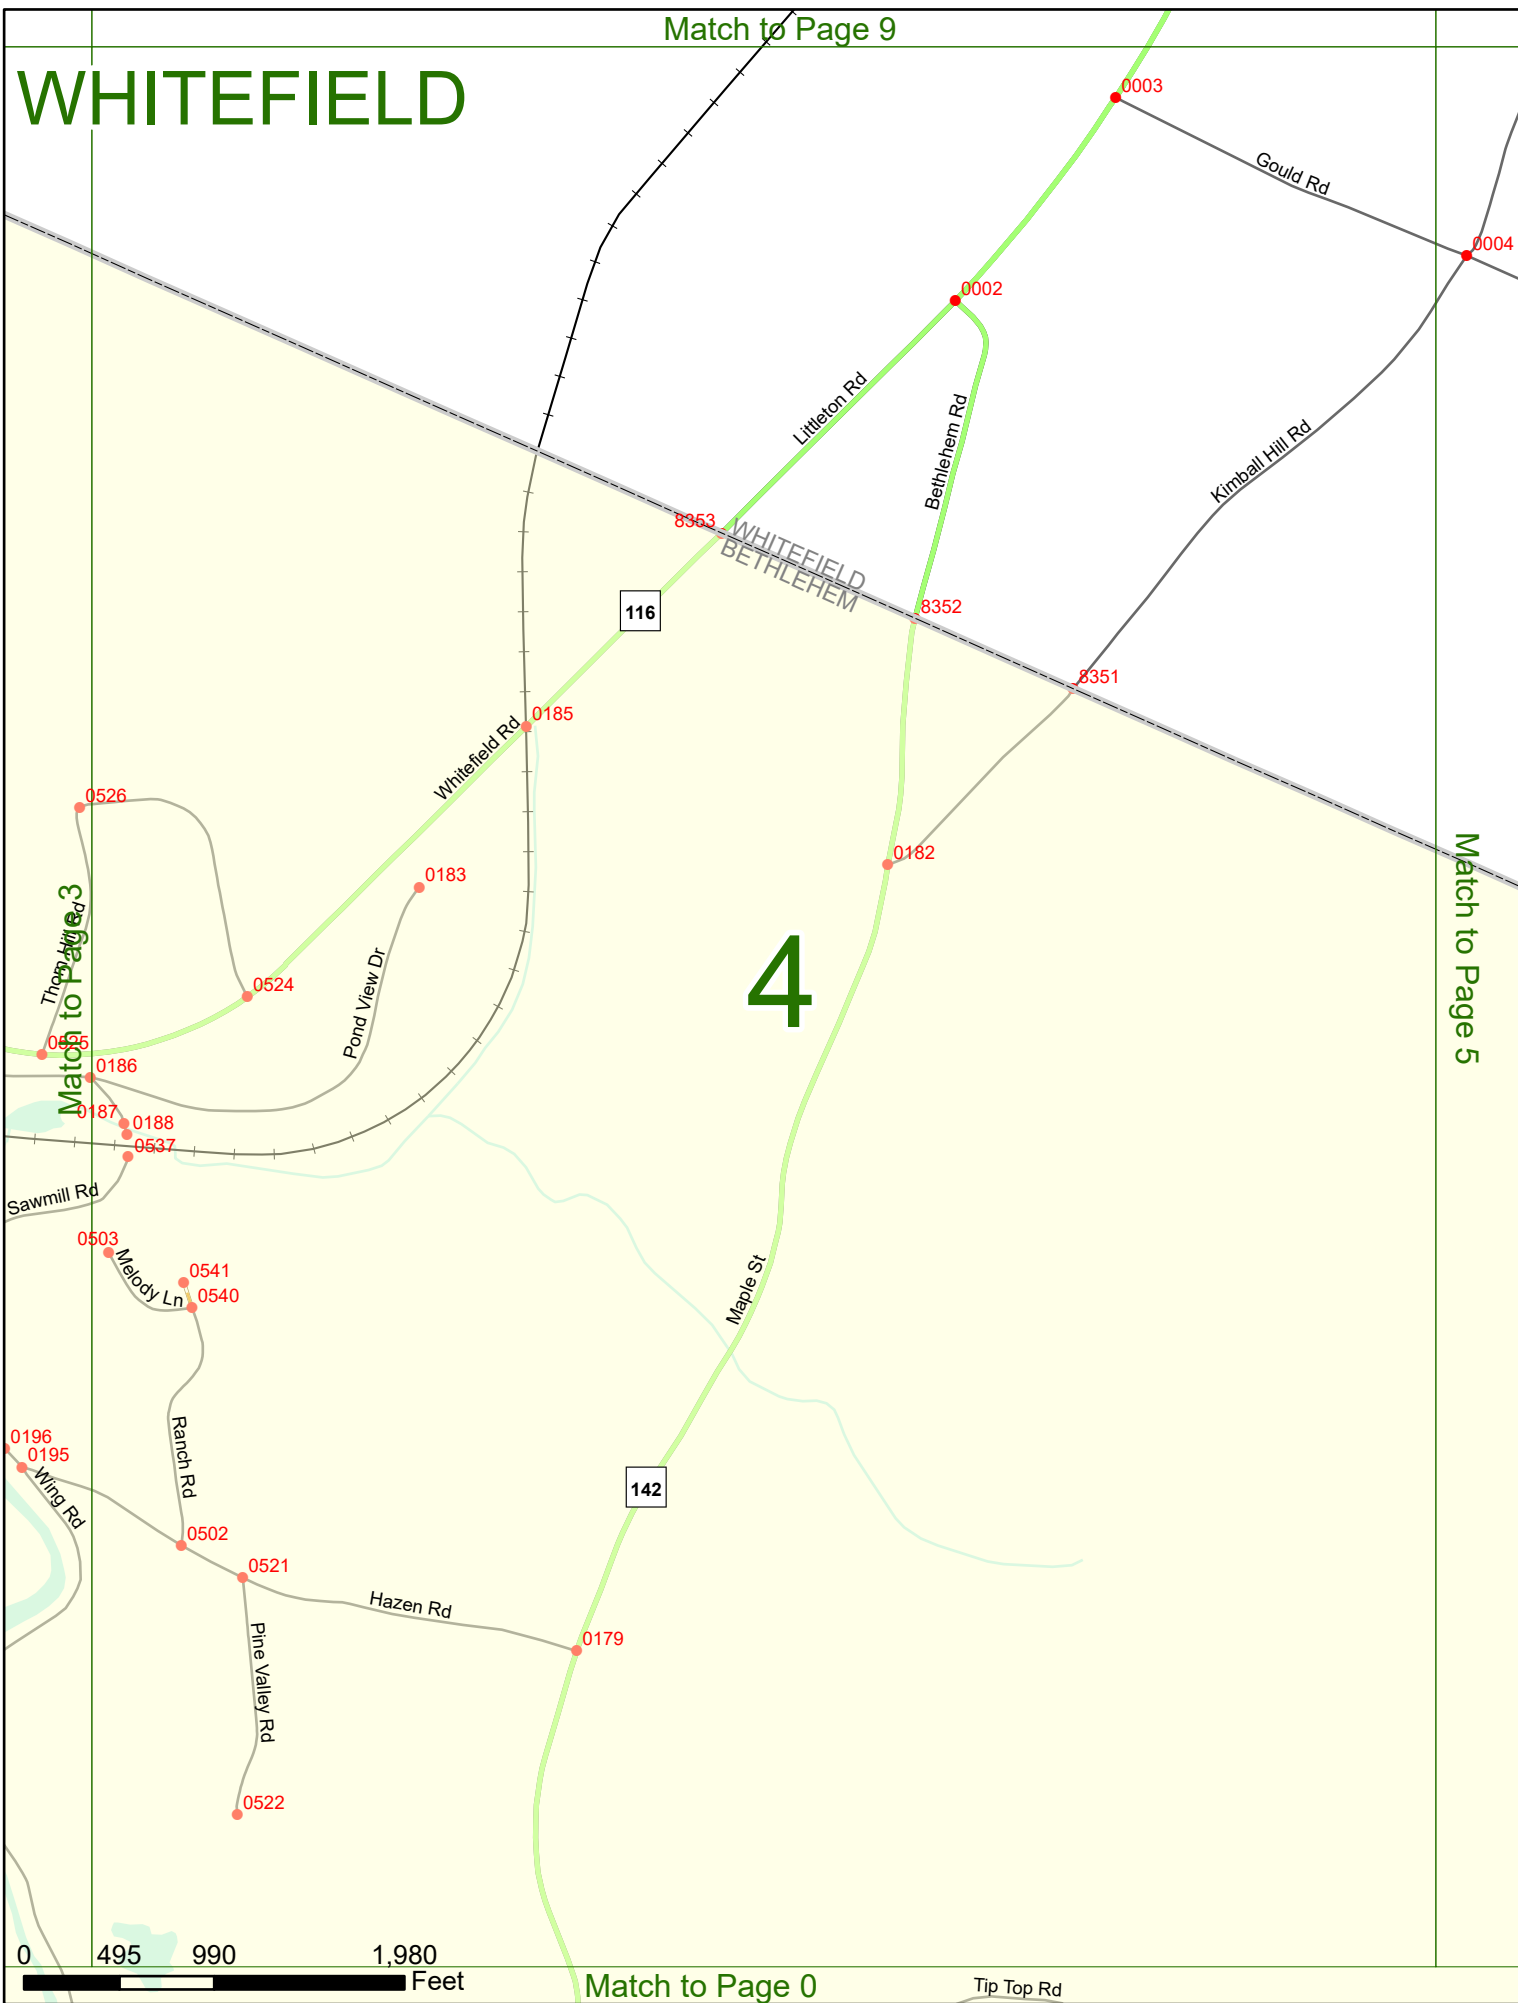 Match to Page 9
WHITEFIELD
0003
Gould Rd
0004
0002
Littleton Rd
Bethlehem Rd
Kimball Hill Rd
8353
WHITEFIELD
BETHLEHEM
116
8352
8351
0185
Whitefield Rd
0526
0182
0183
Match to Page 3
Thorn Hill Rd
Match to Page 5
4
0524
Pond View Dr
0525
0186
0187
0188
0537
Sawmill Rd
0503
Melody Ln
0541
0540
Maple St
Ranch Rd
0196
0195
Wing Rd
142
0502
0521
Hazen Rd
0179
Pine Valley Rd
0522
0 495 990 1,980
Feet
Match to Page 0
Tip Top Rd